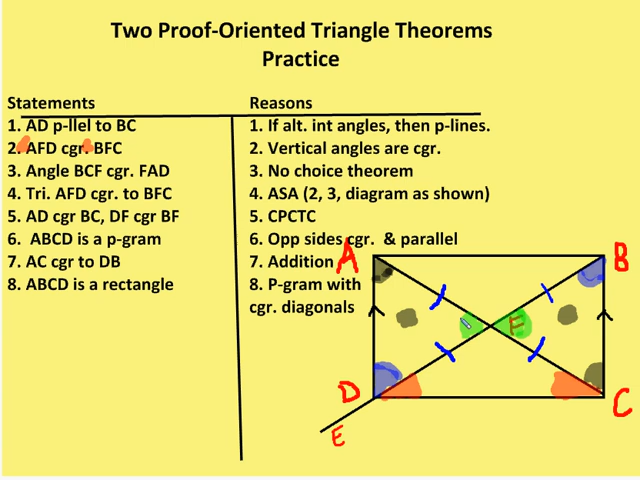 Two Proof-Oriented Triangle Theorems
Practice
Statements
1. AD p-llel to BC
2. AFD cgr. BFC
3. Angle BCF cgr. FAD
4. Tri. AFD cgr. to BFC
5. AD cgr BC, DF cgr BF
6. ABCD is a p-gram
7. AC cgr to DB
8. ABCD is a rectangle
Reasons
1. If alt. int angles, then p-lines.
2. Vertical angles are cgr.
3. No choice theorem
4. ASA (2, 3, diagram as shown)
5. CPCTC
6. Opp sides cgr. & parallel
7. Addition
8. P-gram with
cgr. diagonals
A
B
F
D
C
E